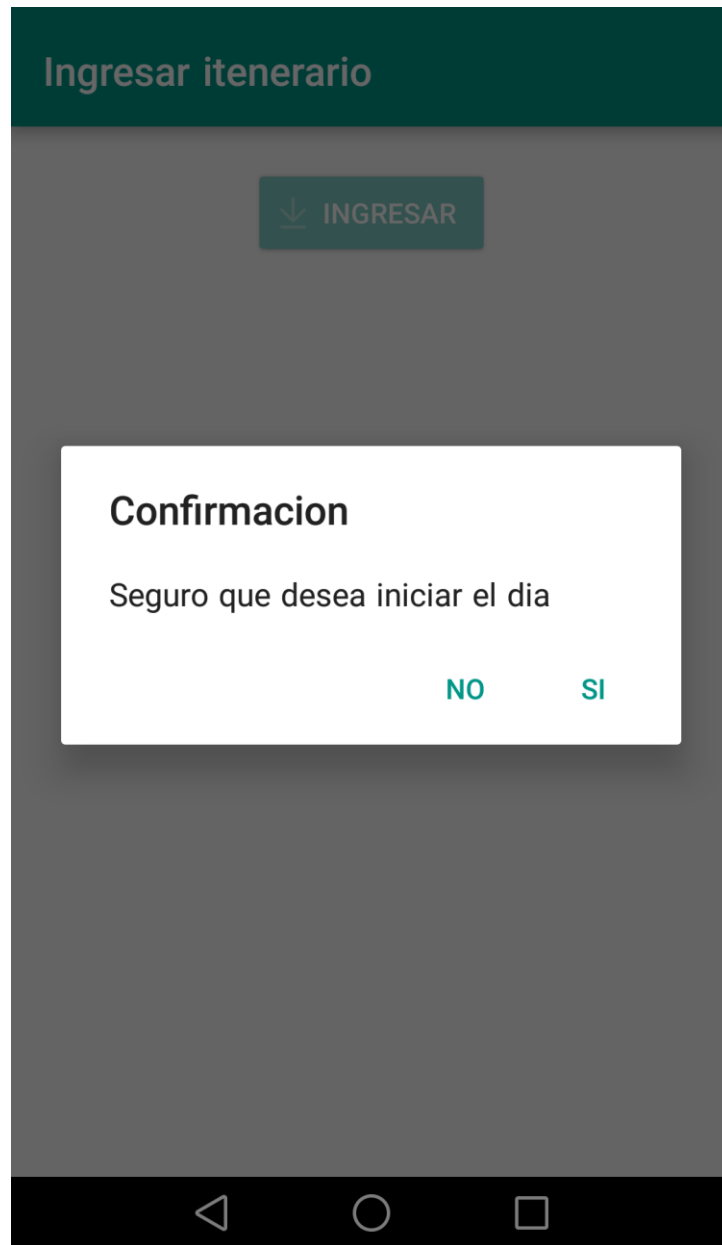 Ingresar itenerario
INGRESAR
Confirmacion
Seguro que desea iniciar el dia
NO SI